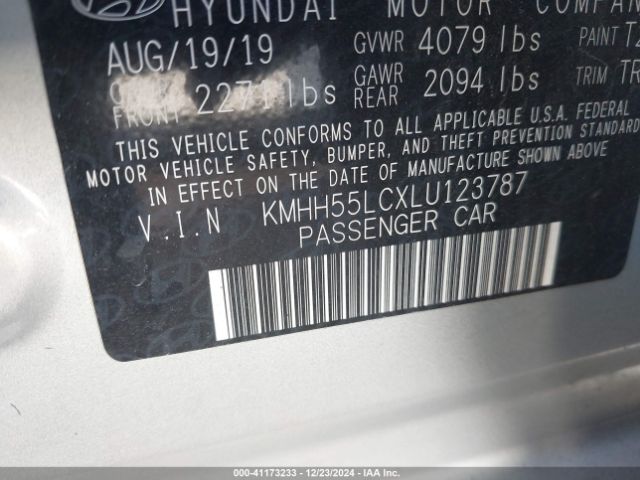 HYUNDAI MOTOR COMPAN
AUG/19/19 GVWR 4079 lbs PAINT
FRONT 2271 lbs GAWR REAR 2094 lbs TRIM TR
THIS VEHICLE CONFORMS TO ALL APPLICABLE U.S.A. FEDERAL
MOTOR VEHICLE SAFETY, BUMPER, AND THEFT PREVENTION STANDARD
IN EFFECT ON THE DATE OF MANUFACTURE SHOWN ABOVE
V.I.N KMHH55LCXLU123787
PASSENGER CAR
000-41173233 - 12/23/2024 - IAA Inc.